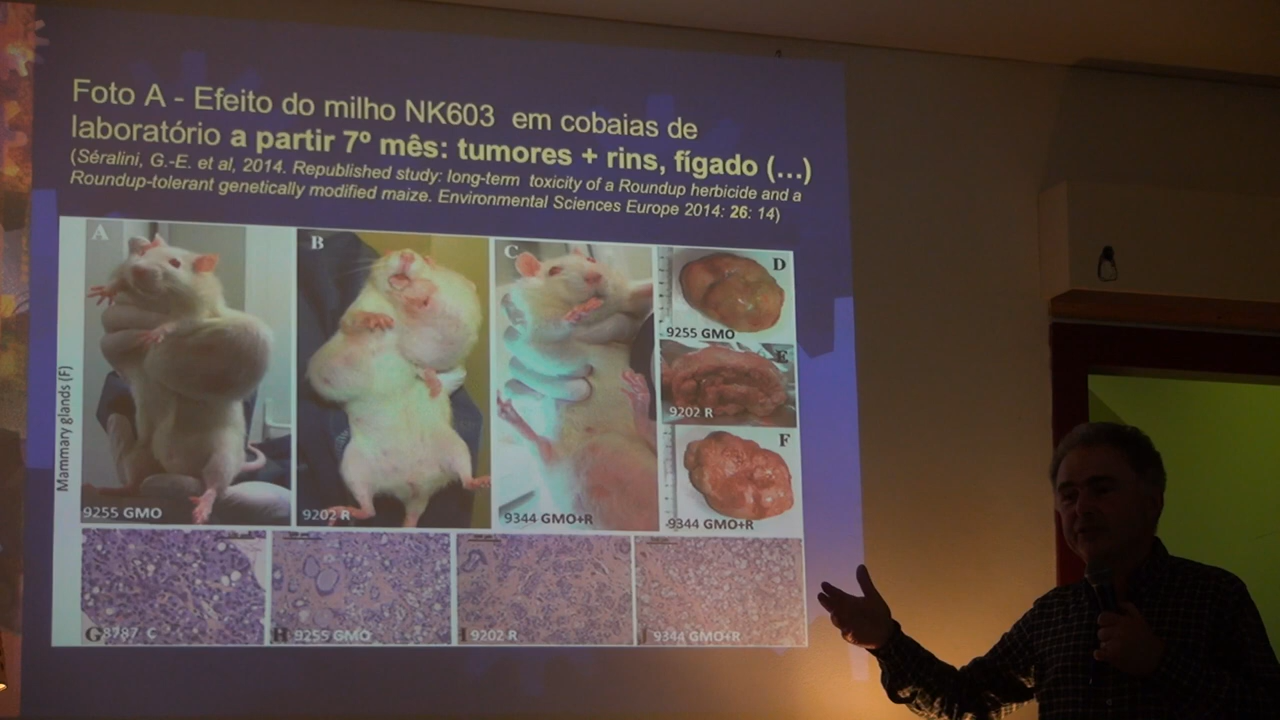 Foto A - Efeito do milho NK603 em cobaias de
laboratório a partir 7º mês: tumores + rins, fígado (...)
(Séralini, G.-E. et al, 2014. Republished study: long-term toxicity of a Roundup herbicide and a
Roundup-tolerant genetically modified maize. Environmental Sciences Europe 2014: 26: 14)
Mammary glands (F)
A
B
C
D
9255 GMO
E
9202 R
F
9255 GMO
9202 R
9344 GMO+R
9344 GMO+R
G 8787 C
H 9255 GMO
I 9202 R
9344 GMO+R